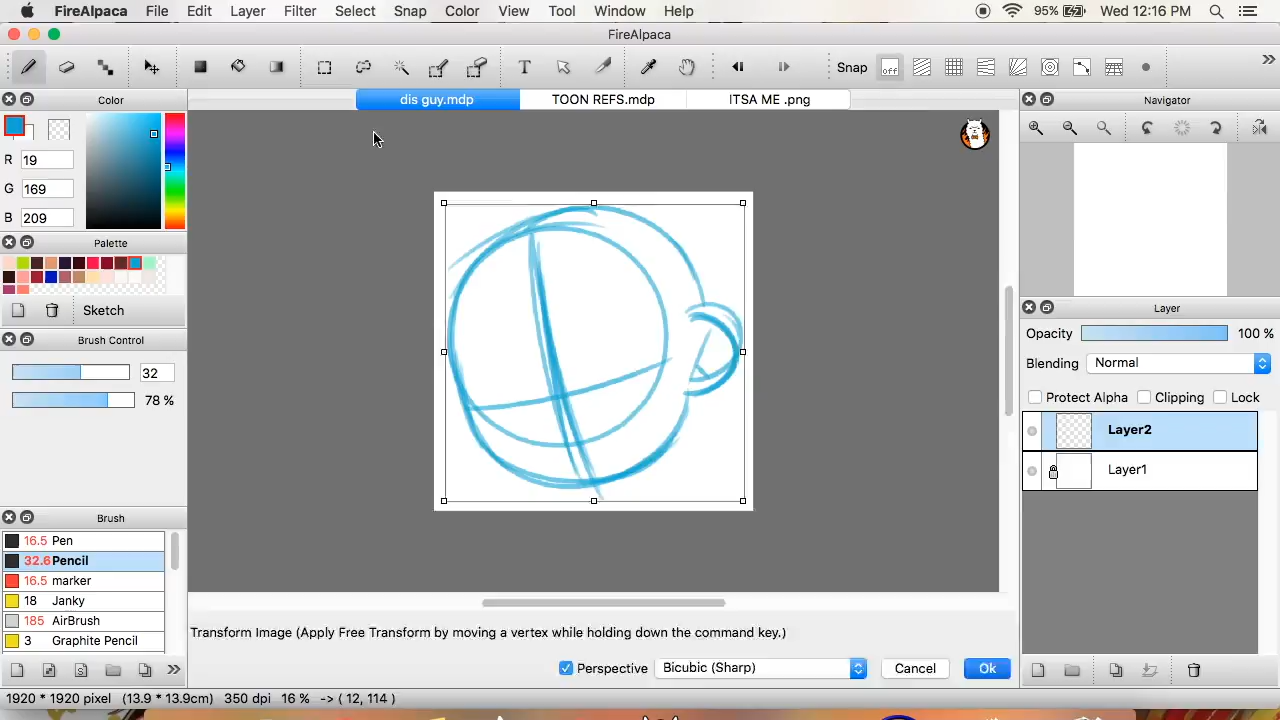 FireAlpaca File Edit Layer Filter Select Snap Color View Tool Window Help 95% Wed 12:16 PM
FireAlpaca
Snap off
Color
dis guy.mdp TOON REFS.mdp ITSA ME .png
Navigator
R 19
G 169
B 209
Palette
Sketch
Layer
Brush Control
Opacity 100 %
32
Blending Normal
78 %
Protect Alpha Clipping Lock
Layer2
Layer1
Brush
16.5 Pen
32.6 Pencil
16.5 marker
18 Janky
185 AirBrush
3 Graphite Pencil
Transform Image (Apply Free Transform by moving a vertex while holding down the command key.)
Perspective Bicubic (Sharp) Cancel Ok
1920 * 1920 pixel (13.9 * 13.9cm) 350 dpi 16 % -> ( 12, 114 )